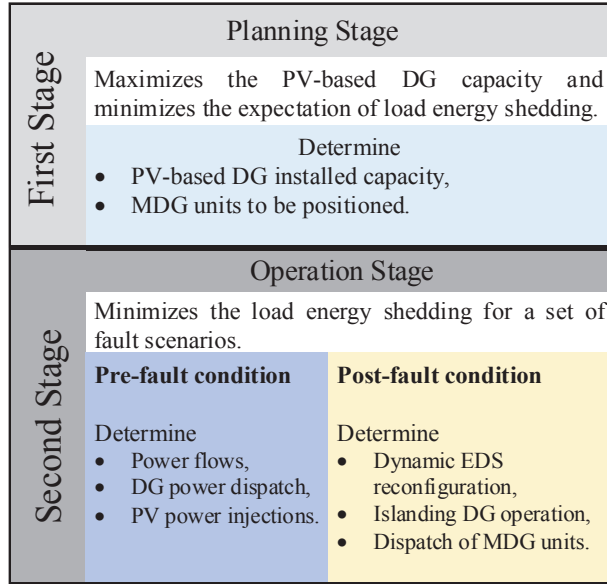 First Stage
Planning Stage
Maximizes the PV-based DG capacity and
minimizes the expectation of load energy shedding.
Determine
• PV-based DG installed capacity,
• MDG units to be positioned.
Second Stage
Operation Stage
Minimizes the load energy shedding for a set of
fault scenarios.
Pre-fault condition
Determine
• Power flows,
• DG power dispatch,
• PV power injections.
Post-fault condition
Determine
• Dynamic EDS
reconfiguration,
• Islanding DG operation,
• Dispatch of MDG units.